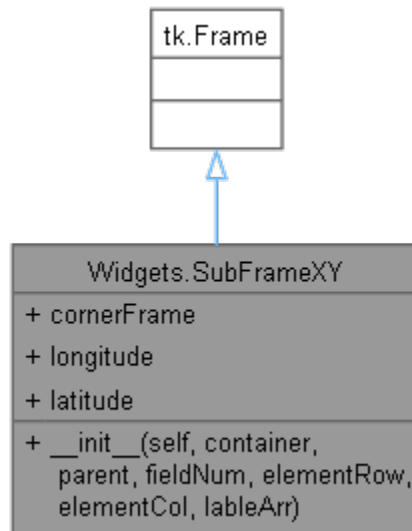 tk.Frame
Widgets.SubFrameXY
+ cornerFrame
+ longitude
+ latitude
+ __init__(self, container,
parent, fieldNum, elementRow,
elementCol, lableArr)